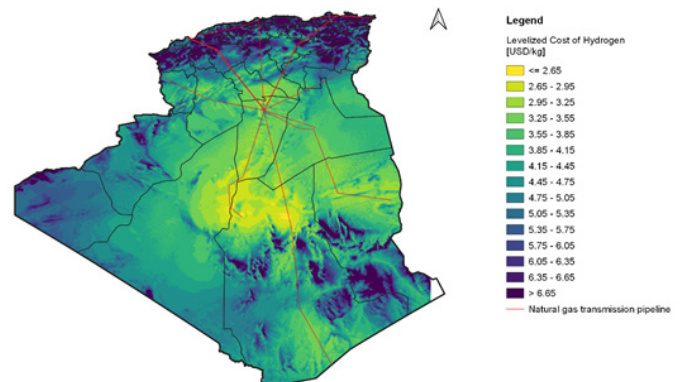 Legend
Levelized Cost of Hydrogen
[USD/kg]
<= 2.65
2.65 - 2.95
2.95 - 3.25
3.25 - 3.55
3.55 - 3.85
3.85 - 4.15
4.15 - 4.45
4.45 - 4.75
4.75 - 5.05
5.05 - 5.35
5.35 - 5.75
5.75 - 6.05
6.05 - 6.35
6.35 - 6.65
> 6.65
Natural gas transmission pipeline